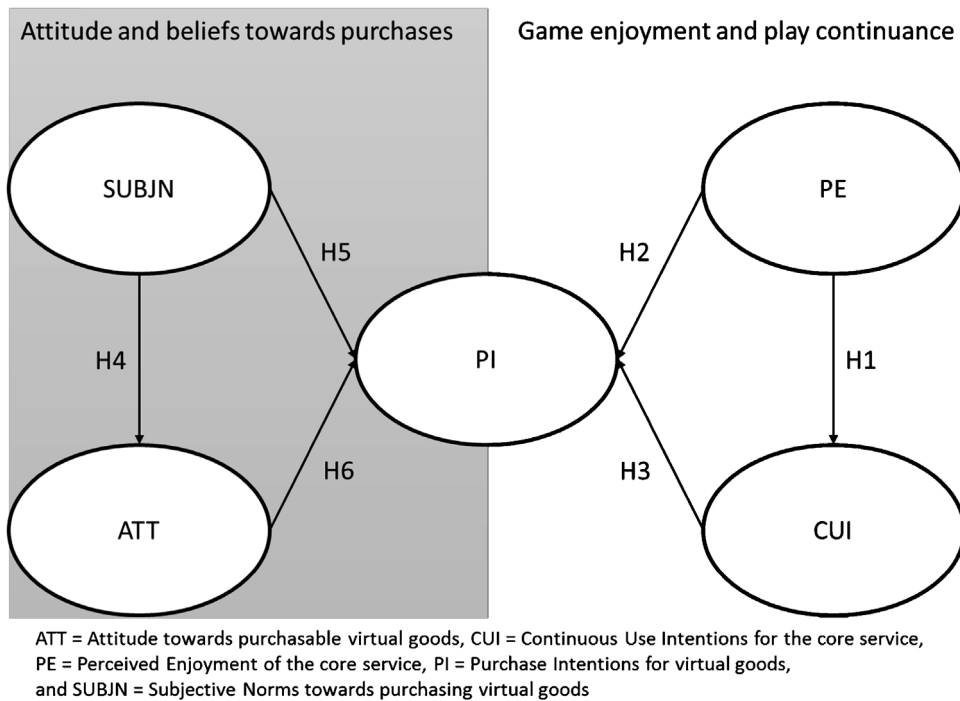 Attitude and beliefs towards purchases
Game enjoyment and play continuance
SUBJN
PE
H5
H2
H4
PI
H1
H6
H3
ATT
CUI
ATT = Attitude towards purchasable virtual goods, CUI = Continuous Use Intentions for the core service,
PE = Perceived Enjoyment of the core service, PI = Purchase Intentions for virtual goods,
and SUBJN = Subjective Norms towards purchasing virtual goods